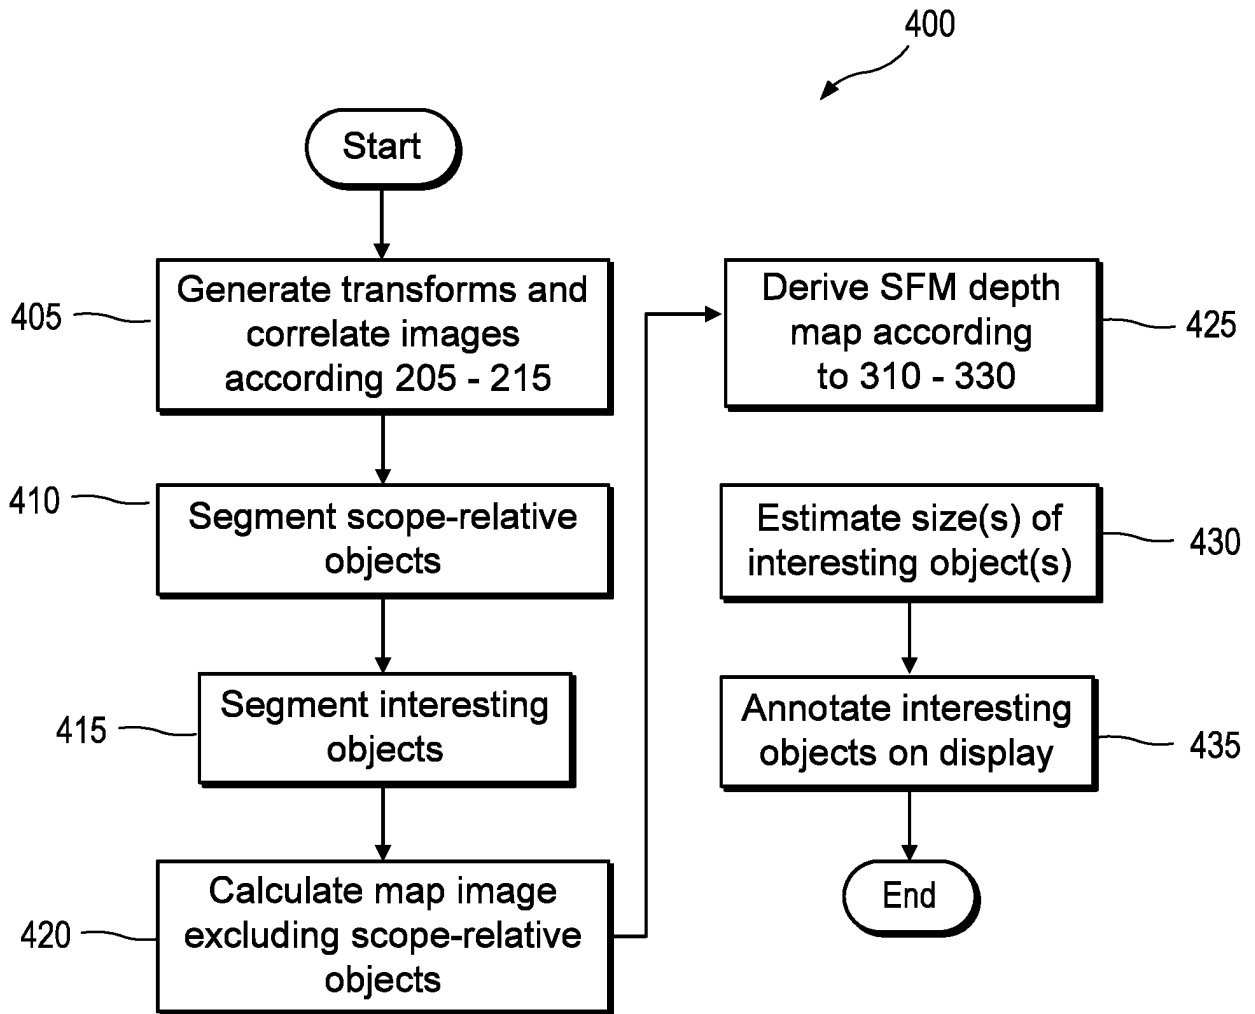 400
Start
405
Generate transforms and
correlate images
according 205 - 215
410
Segment scope-relative
objects
415
Segment interesting
objects
420
Calculate map image
excluding scope-relative
objects
Derive SFM depth
map according
to 310 - 330
425
Estimate size(s) of
interesting object(s)
430
Annotate interesting
objects on display
435
End